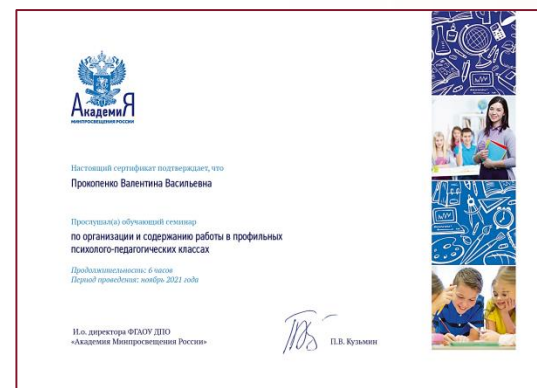 АкадемиЯ
МИНПРОСВЕЩЕНИЯ РОССИИ
Настоящий сертификат подтверждает, что
Прокопенко Валентина Васильевна
Прослушал(а) обучающий семинар
по организации и содержанию работы в профильных
психолого-педагогических классах
Продолжительность: 6 часов
Период проведения: ноябрь 2021 года
И.о. директора ФГАОУ ДПО
«Академия Минпросвещения России»
П.В. Кузьмин